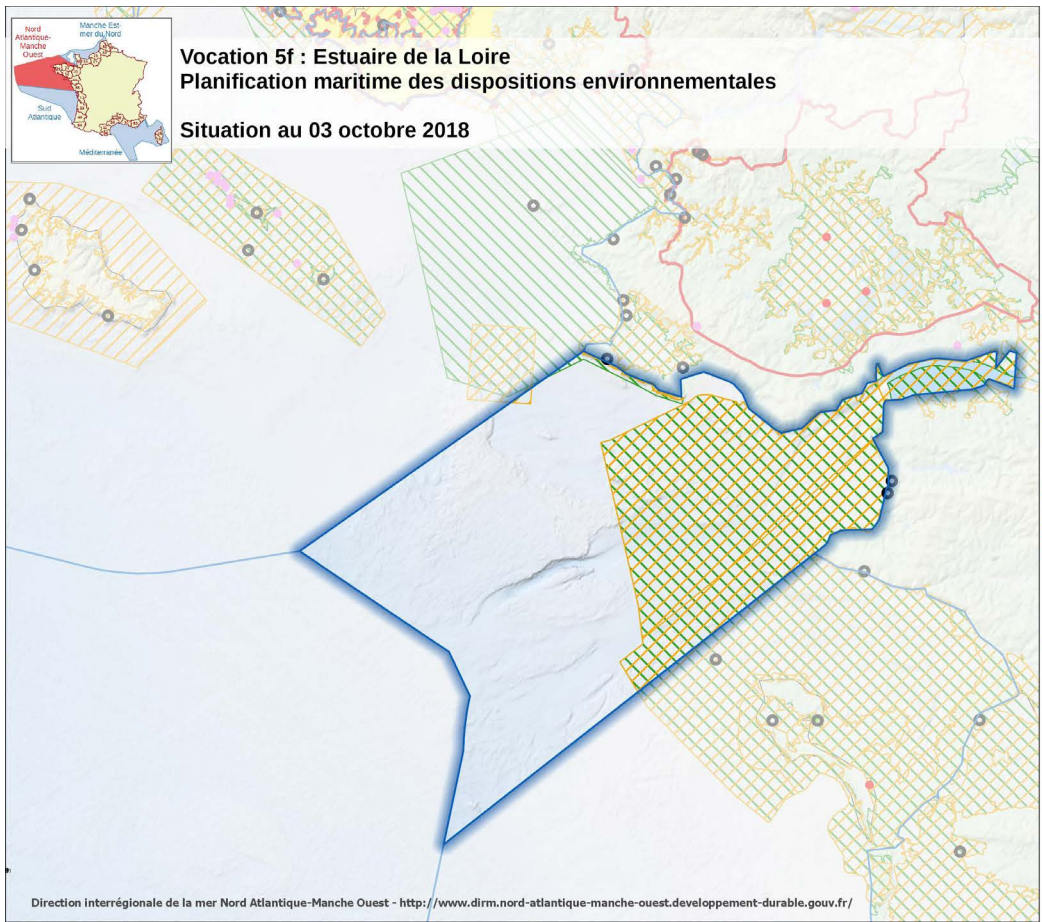 Manche Est-
mer du Nord
Nord
Atlantique-
Manche
Ouest
Sud
Atlantique
Méditerranée
Vocation 5f : Estuaire de la Loire
Planification maritime des dispositions environnementales
Situation au 03 octobre 2018
Direction interrégionale de la mer Nord Atlantique-Manche Ouest - http://www.dirm.nord-atlantique-manche-ouest.developpement-durable.gouv.fr/